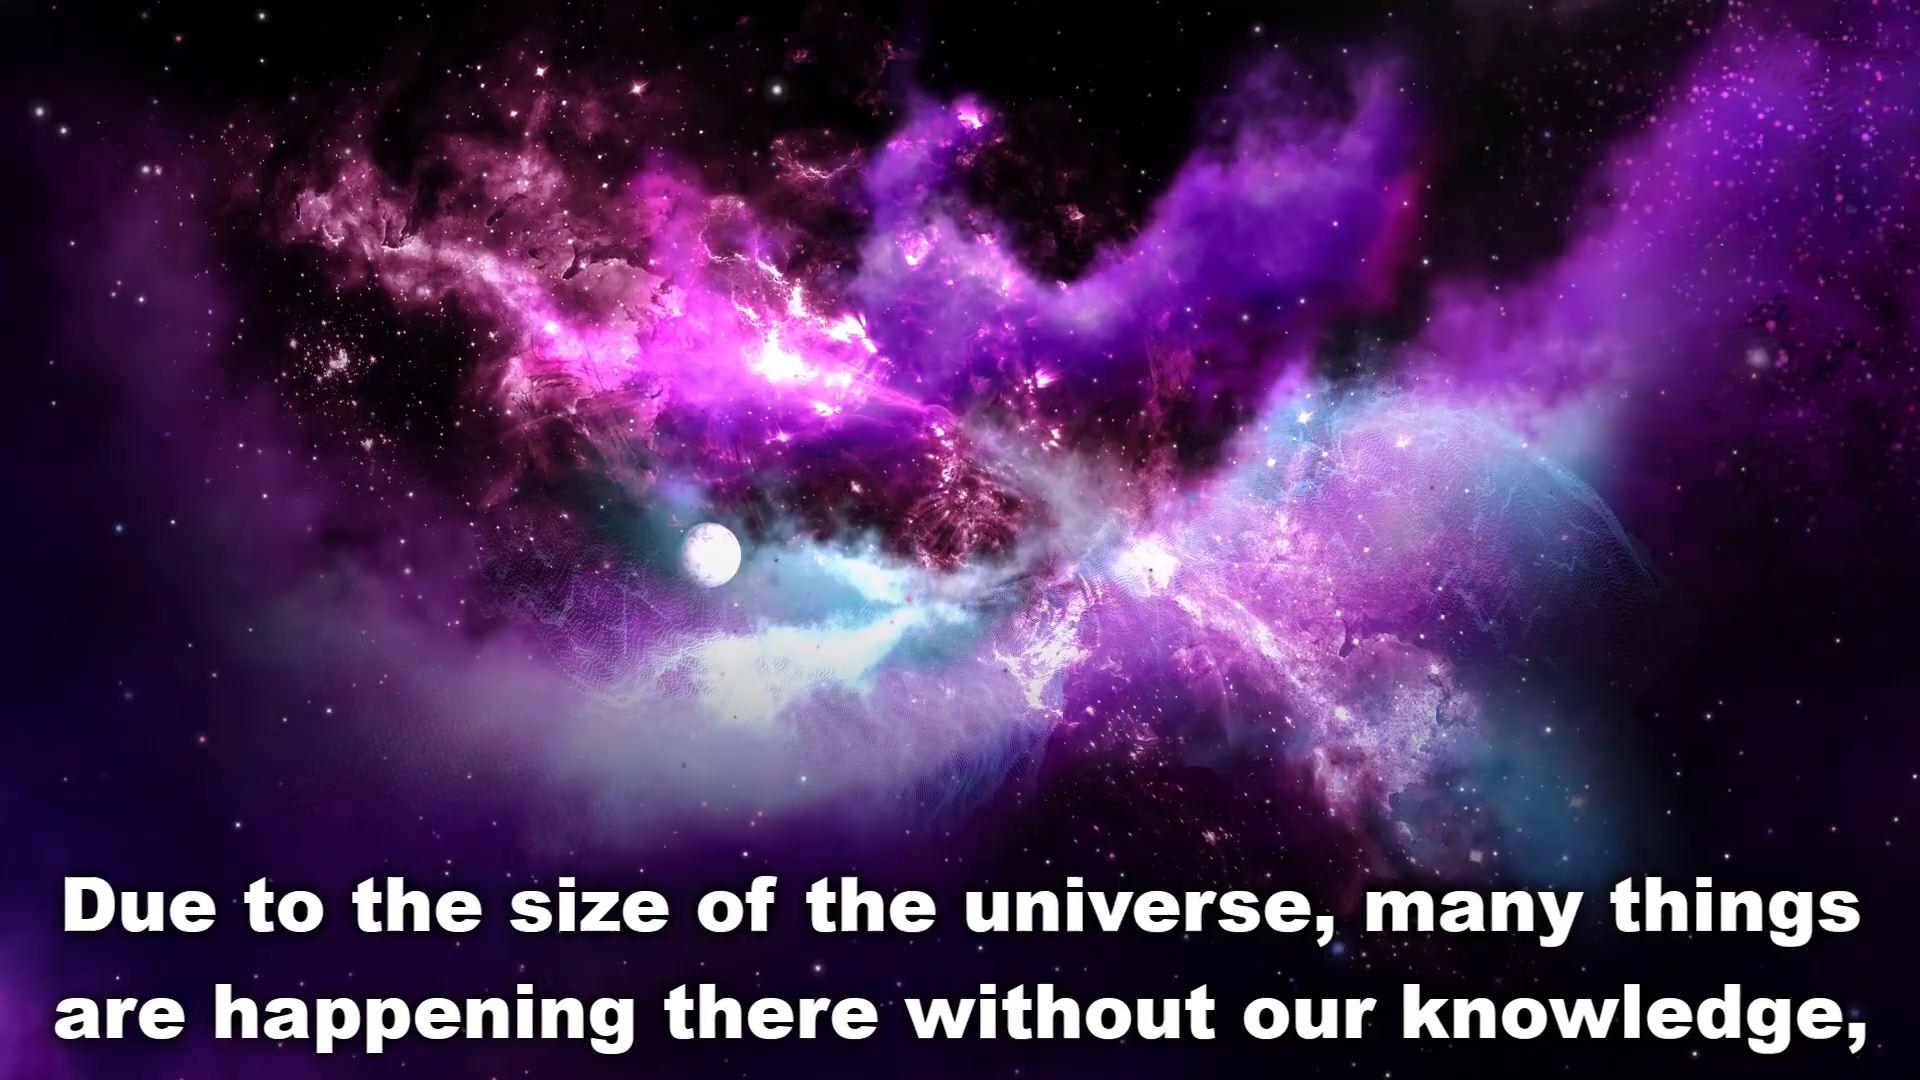 Due to the size of the universe, many things
are happening there without our knowledge,